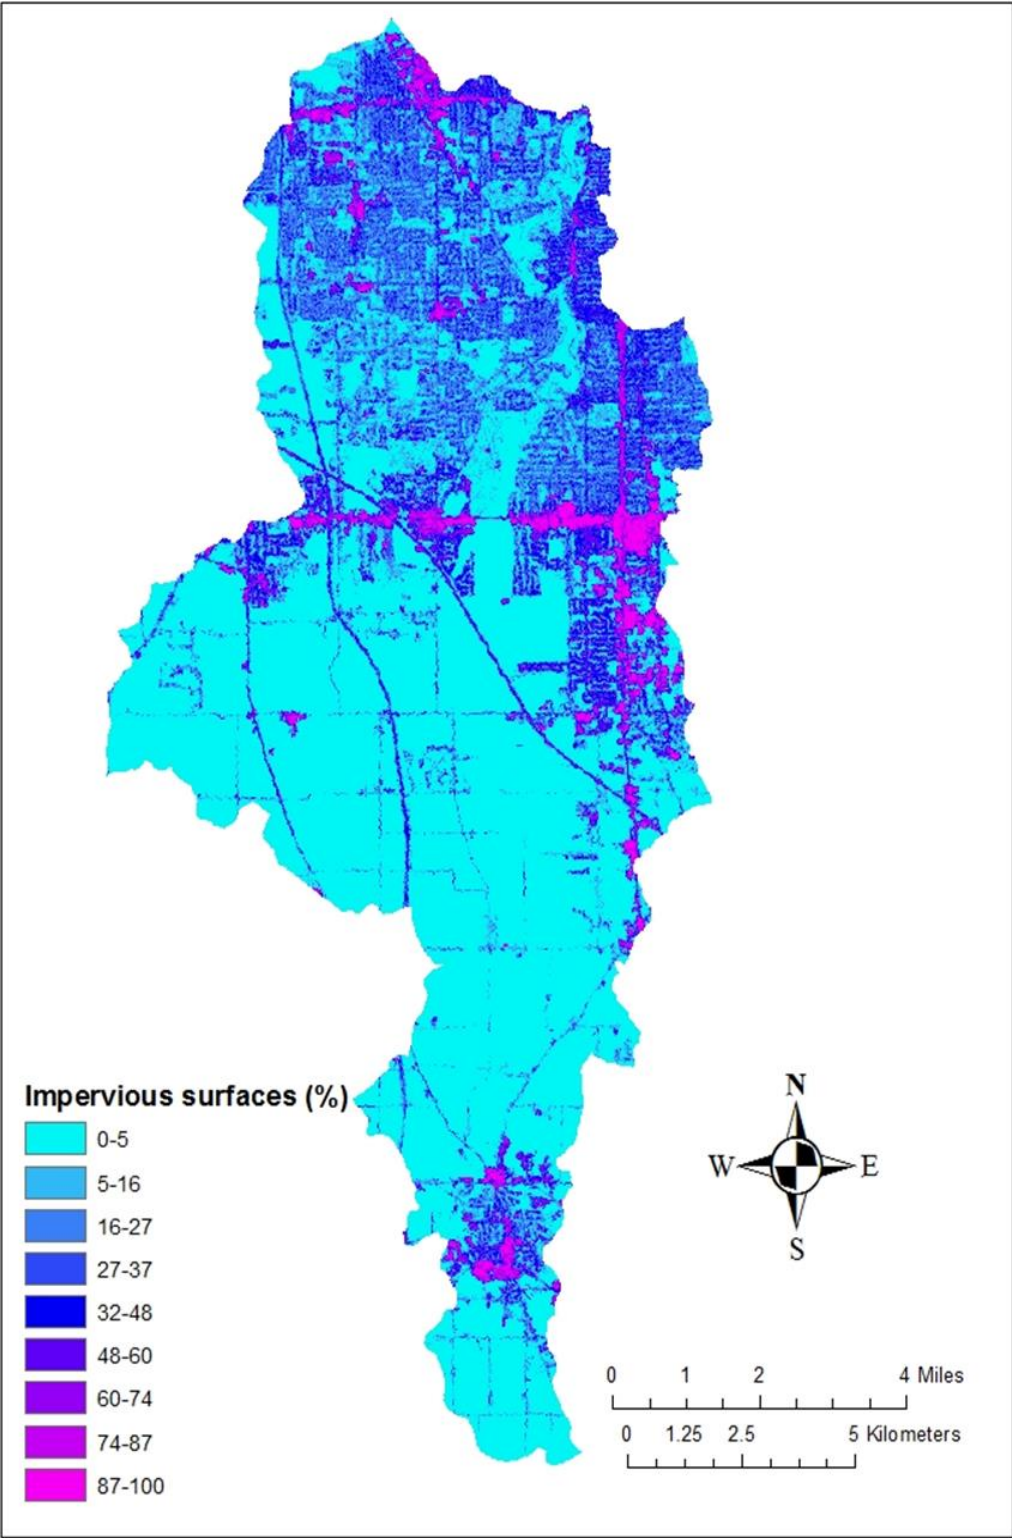 Impervious surfaces (%)
0-5
5-16
16-27
27-37
32-48
48-60
60-74
74-87
87-100
N
W E
S
0 1 2 4 Miles
0 1.25 2.5 5 Kilometers